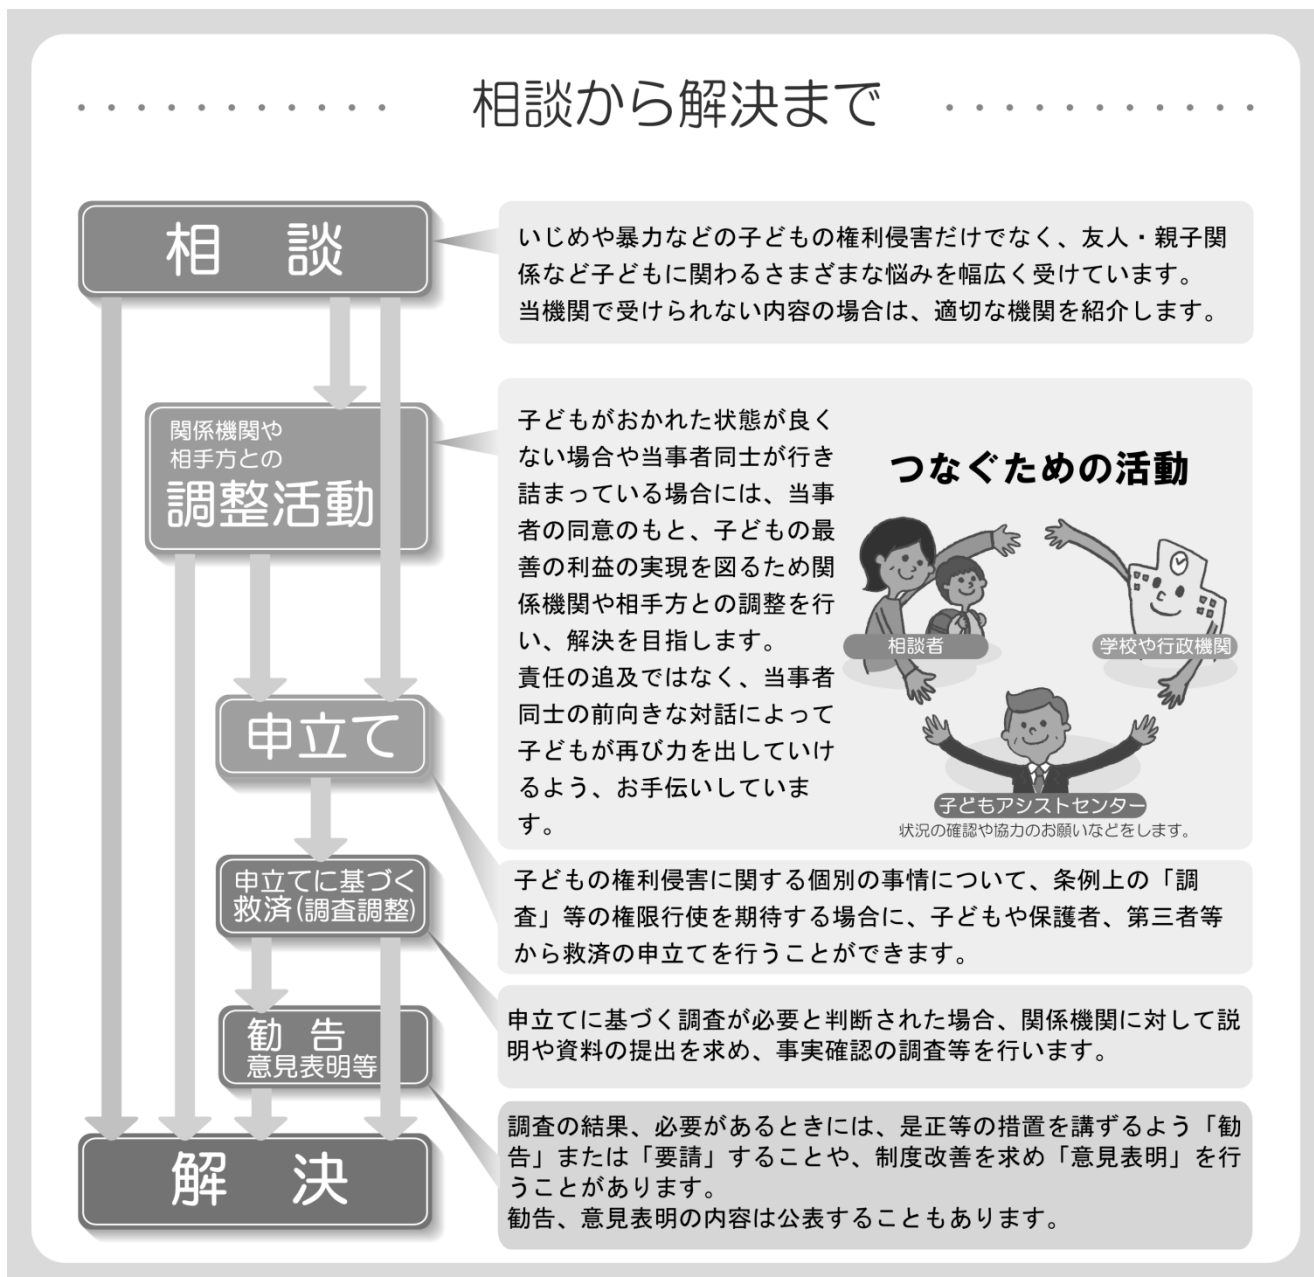 相談から解決まで
相　談
いじめや暴力などの子どもの権利侵害だけでなく、友人・親子関
係など子どもに関わるさまざまな悩みを幅広く受けています。
当機関で受けられない内容の場合は、適切な機関を紹介します。
関係機関や
相手方との
調整活動
子どもがおかれた状態が良く
ない場合や当事者同士が行き
詰まっている場合には、当事
者の同意のもと、子どもの最
善の利益の実現を図るため関
係機関や相手方との調整を行
い、解決を目指します。
責任の追及ではなく、当事者
同士の前向きな対話によって
子どもが再び力を出していけ
るよう、お手伝いしていま
す。
つなぐための活動
相談者
学校や行政機関
子どもアシストセンター
状況の確認や協力のお願いなどをします。
申立て
子どもの権利侵害に関する個別の事情について、条例上の「調
査」等の権限行使を期待する場合に、子どもや保護者、第三者等
から救済の申立てを行うことができます。
申立てに基づく
救済(調査調整)
申立てに基づく調査が必要と判断された場合、関係機関に対して説
明や資料の提出を求め、事実確認の調査等を行います。
勧　告
意見表明等
調査の結果、必要があるときには、是正等の措置を講ずるよう「勧
告」または「要請」することや、制度改善を求め「意見表明」を行
うことがあります。
勧告、意見表明の内容は公表することもあります。
解　決